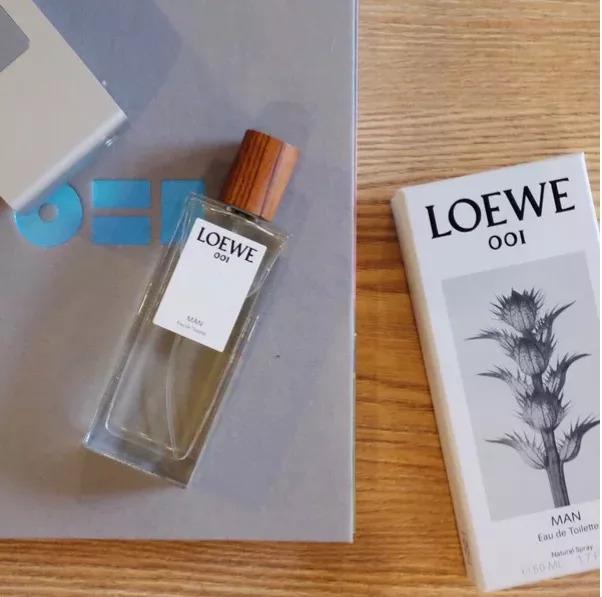 LOEWE
001
MAN
Eau de Toilette
LOEWE
001
MAN
Eau de Toilette
Natural Spray
50 ML